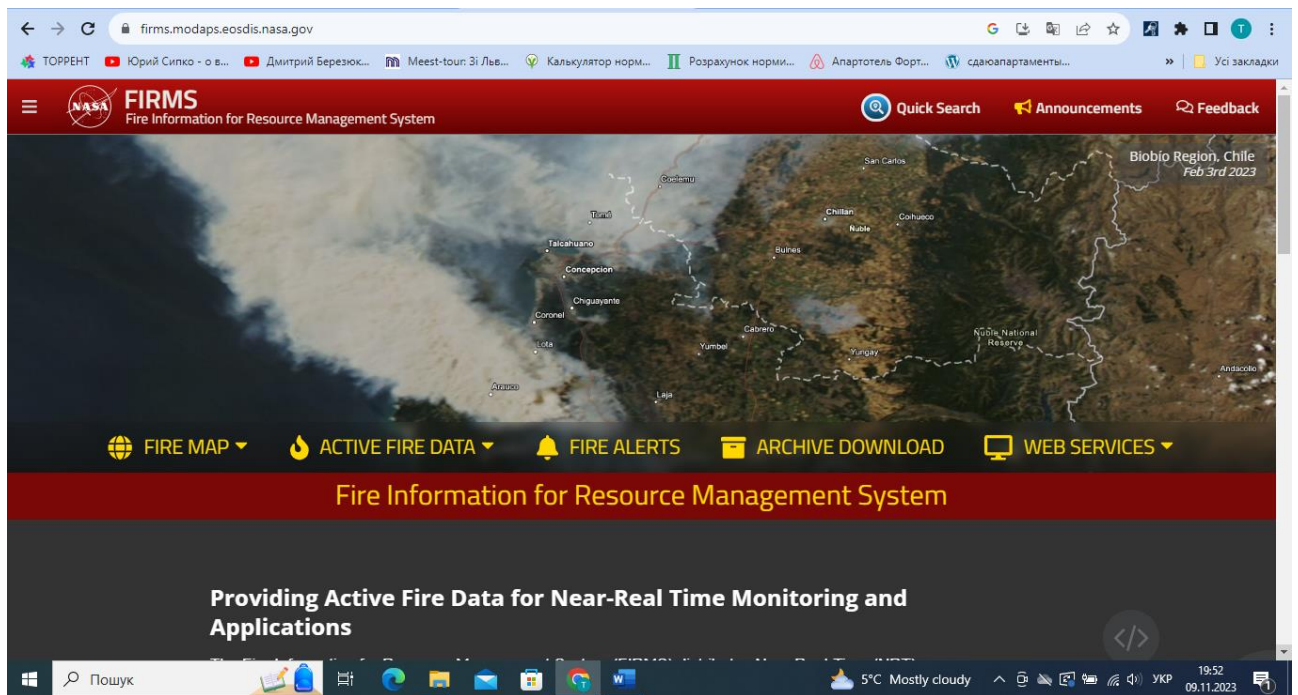 firms.modaps.eosdis.nasa.gov
ТОРРЕНТ Юрий Сипко - о в... Дмитрий Березюк... Meest-tour: Зі Льв... Калькулятор норм... Розрахунок норми... Апартотель Форт... сдаюапартаменты... » Усі закладки
NASA
FIRMS
Fire Information for Resource Management System
Quick Search Announcements Feedback
Biobío Region, Chile
Feb 3rd 2023
San Carlos
Coelemu
Tomé
Chillan
Coihueco
Ñuble
Talcahuano
Bulnes
Concepcion
Chiguayante
Coronel
Cabrero
Ñuble National
Reserve
Lota
Yumbel
Yungay
Andacollo
Arauco
Laja
FIRE MAP ACTIVE FIRE DATA FIRE ALERTS ARCHIVE DOWNLOAD WEB SERVICES
Fire Information for Resource Management System
Providing Active Fire Data for Near-Real Time Monitoring and
Applications
</>
Пошук
5°C Mostly cloudy УКР 19:52
09.11.2023
1